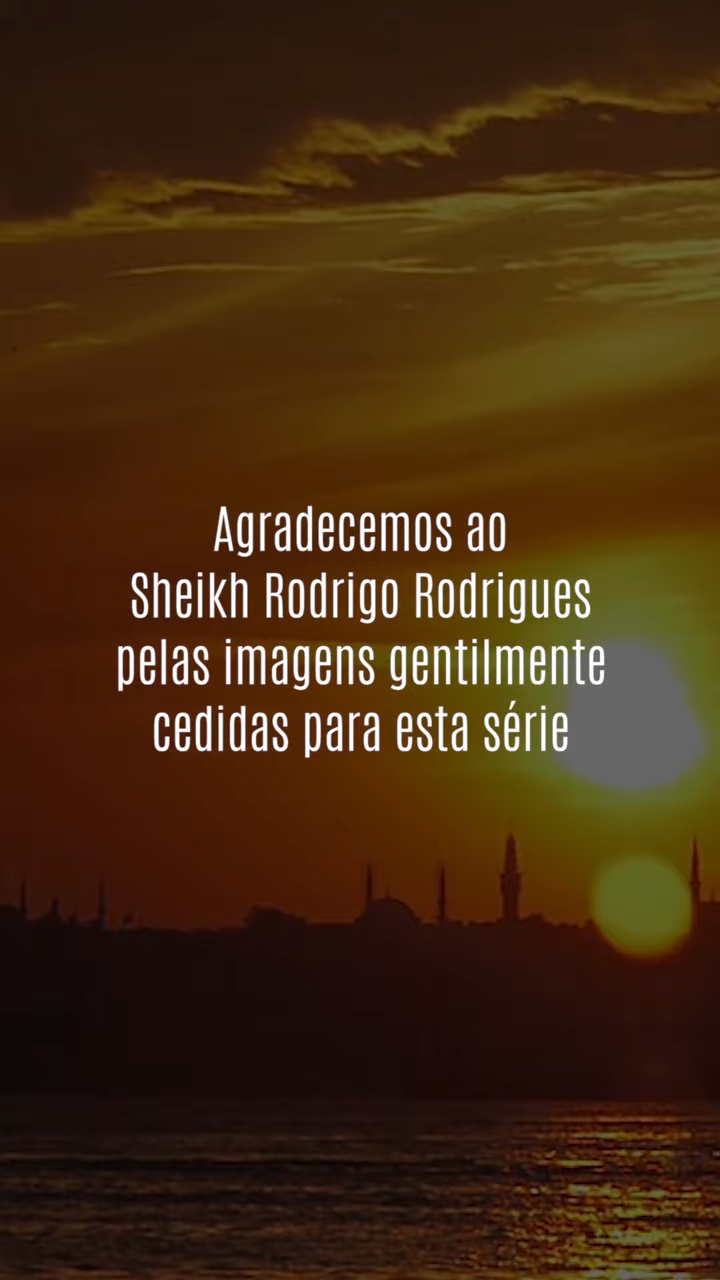 Agradecemos ao
Sheikh Rodrigo Rodrigues
pelas imagens gentilmente
cedidas para esta série